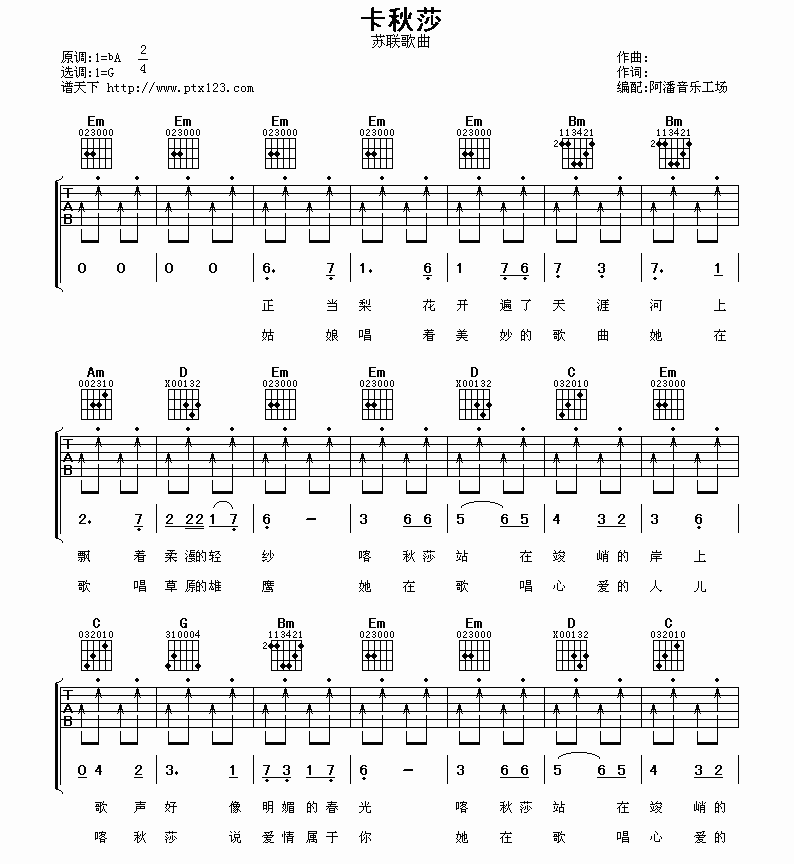 卡秋莎
苏联歌曲
原调:1=bA 2/4
选调:1=G
谱天下 http://www.ptx123.com
作曲:
作词:
编配:阿潘音乐工场
Em Em Em Em Em Bm Bm
023000 023000 023000 023000 023000 113421 113421
2 2
T
A
B
0 0 0 0 6. 7 1. 6 1 7 6 7 3 7. 1
正 当 梨 花 开 遍 了 天 涯 河 上
姑 娘 唱 着 美 妙 的 歌 曲 她 在
Am D Em Em D C Em
002310 X00132 023000 023000 X00132 032010 023000
T
A
B
2. 7 2 2 2 1 7 6 - 3 6 6 5 6 5 4 3 2 3 6
飘 着 柔 漫的轻 纱 喀 秋 莎 站 在 竣 峭 的 岸 上
歌 唱 草 原的雄 鹰 她 在 歌 唱 心 爱 的 人 儿
C G Bm Em Em D C
032010 310004 113421 023000 023000 X00132 032010
2
T
A
B
0 4 2 3. 1 7 3 1 7 6 - 3 6 6 5 6 5 4 3 2
歌 声 好 像 明 媚 的 春 光 喀 秋 莎 站 在 竣 峭 的
喀 秋 莎 说 爱 情 属 于 你 她 在 歌 唱 心 爱 的